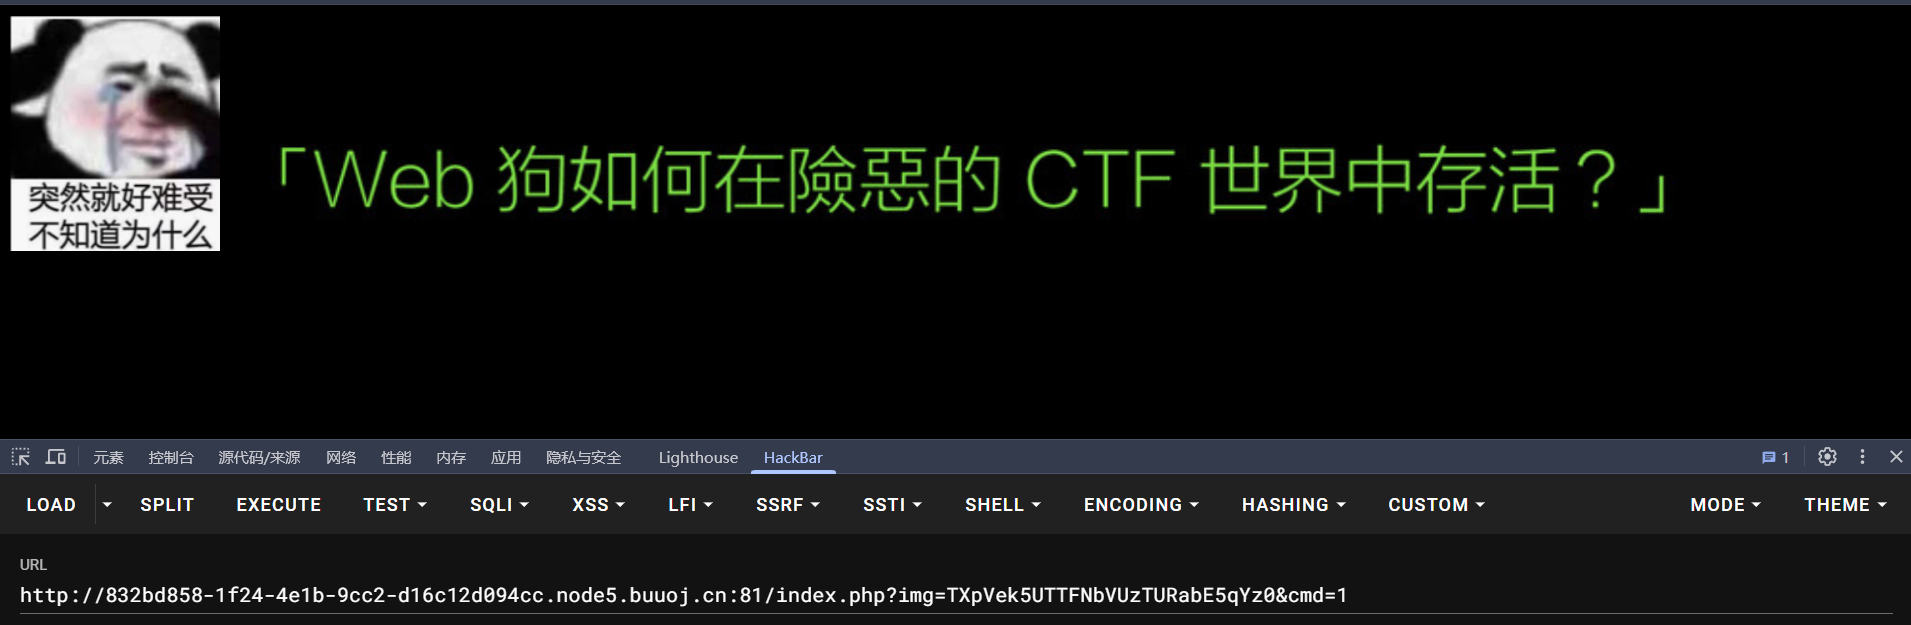 突然就好难受
不知道为什么
「Web 狗如何在險惡的 CTF 世界中存活？」
元素 控制台 源代码/来源 网络 性能 内存 应用 隐私与安全 Lighthouse HackBar 1
LOAD SPLIT EXECUTE TEST SQLI XSS LFI SSRF SSTI SHELL ENCODING HASHING CUSTOM MODE THEME
URL
http://832bd858-1f24-4e1b-9cc2-d16c12d094cc.node5.buuoj.cn:81/index.php?img=TXpVek5UTTFNbVUzTURabE5qYz0&cmd=1